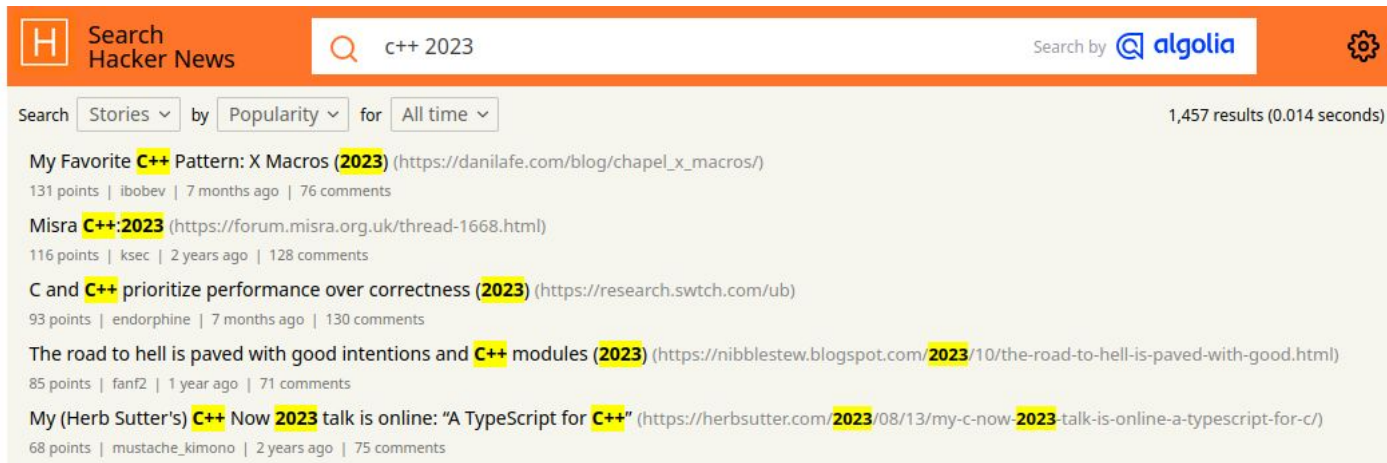 H Search Hacker News c++ 2023 Search by algolia
Search Stories by Popularity for All time 1,457 results (0.014 seconds)
My Favorite C++ Pattern: X Macros (2023) (https://danilafe.com/blog/chapel_x_macros/)
131 points | ibobev | 7 months ago | 76 comments
Misra C++:2023 (https://forum.misra.org.uk/thread-1668.html)
116 points | ksec | 2 years ago | 128 comments
C and C++ prioritize performance over correctness (2023) (https://research.swtch.com/ub)
93 points | endorphine | 7 months ago | 130 comments
The road to hell is paved with good intentions and C++ modules (2023) (https://nibblestew.blogspot.com/2023/10/the-road-to-hell-is-paved-with-good.html)
85 points | fanf2 | 1 year ago | 71 comments
My (Herb Sutter's) C++ Now 2023 talk is online: “A TypeScript for C++” (https://herbsutter.com/2023/08/13/my-c-now-2023-talk-is-online-a-typescript-for-c/)
68 points | mustache_kimono | 2 years ago | 75 comments